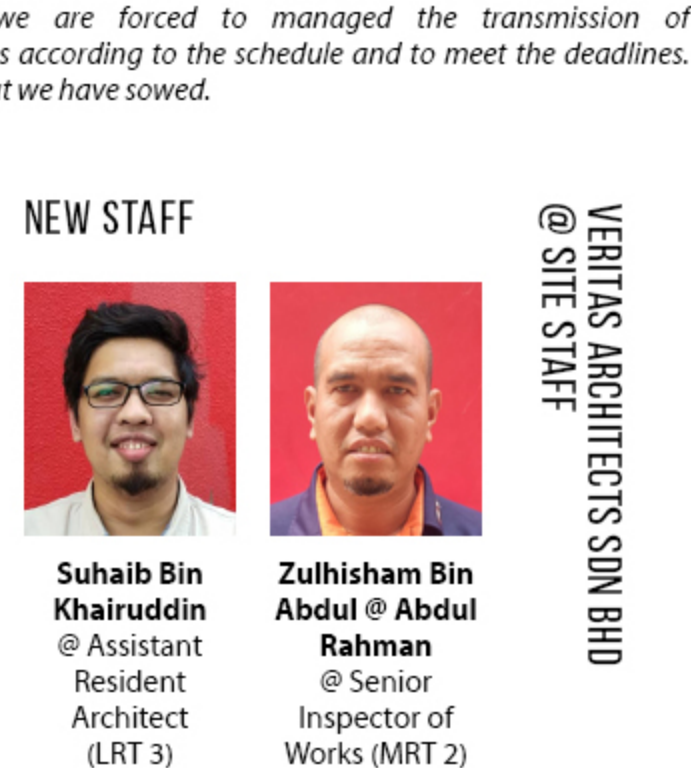 we are forced to managed the transmission of
s according to the schedule and to meet the deadlines.
t we have sowed.
NEW STAFF
VERITAS ARCHITECTS SDN BHD
@ SITE STAFF
Suhaib Bin
Khairuddin
@ Assistant
Resident
Architect
(LRT 3)
Zulhisham Bin
Abdul @ Abdul
Rahman
@ Senior
Inspector of
Works (MRT 2)